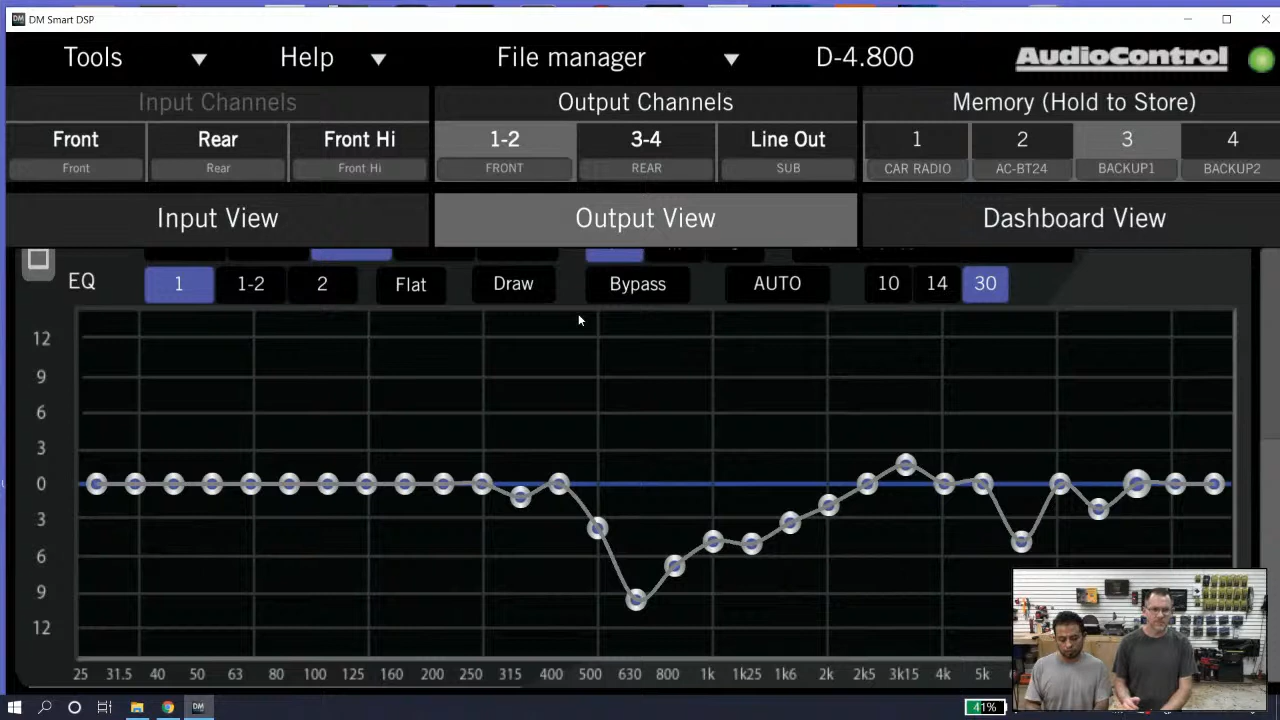 DM Smart DSP
Tools Help File manager D-4.800 AudioControl
Input Channels Output Channels Memory (Hold to Store)
Front Rear Front Hi 1-2 3-4 Line Out 1 2 3 4
Front Rear Front Hi FRONT REAR SUB CAR RADIO AC-BT24 BACKUP1 BACKUP2
Input View Output View Dashboard View
EQ 1 1-2 2 Flat Draw Bypass AUTO 10 14 30
12
9
6
3
0
3
6
9
12
25 31.5 40 50 63 80 100 125 160 200 250 315 400 500 630 800 1k 1k25 1k6 2k 2k5 3k15 4k 5k
DM 41%